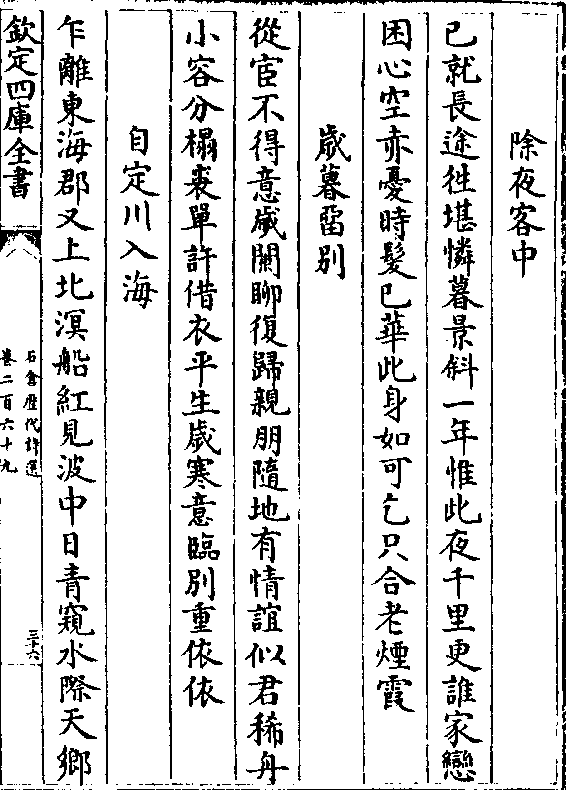 除夜客中
已就長途徃堪憐暮景斜一年惟此夜千里更誰家戀
困心空赤憂時髮已華此身如可乞只合老煙霞
歲暮留別
從宦不得意歲闌聊復歸親朋隨地有情誼似君稀舟
小容分榻裘單許借衣平生歲寒意臨別重依依
自定川入海
乍離東海郡又上北溟船紅見波中日青窺水際天鄉
欽定四庫全書
石倉歷代詩選
卷二百六十九
三十六